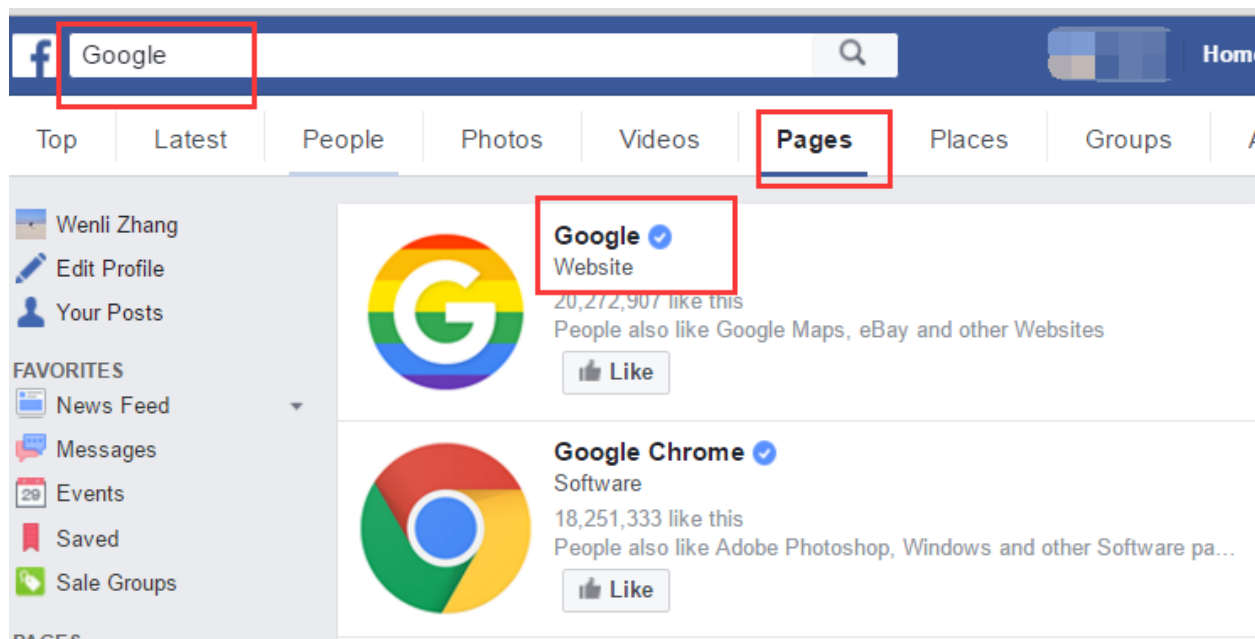 f Google
Home
Top Latest People Photos Videos Pages Places Groups
Wenli Zhang
Edit Profile
Your Posts
FAVORITES
News Feed
Messages
29 Events
Saved
Sale Groups
PAGES
G
Google
Website
20,272,907 like this
People also like Google Maps, eBay and other Websites
Like
Google Chrome
Software
18,251,333 like this
People also like Adobe Photoshop, Windows and other Software pa...
Like